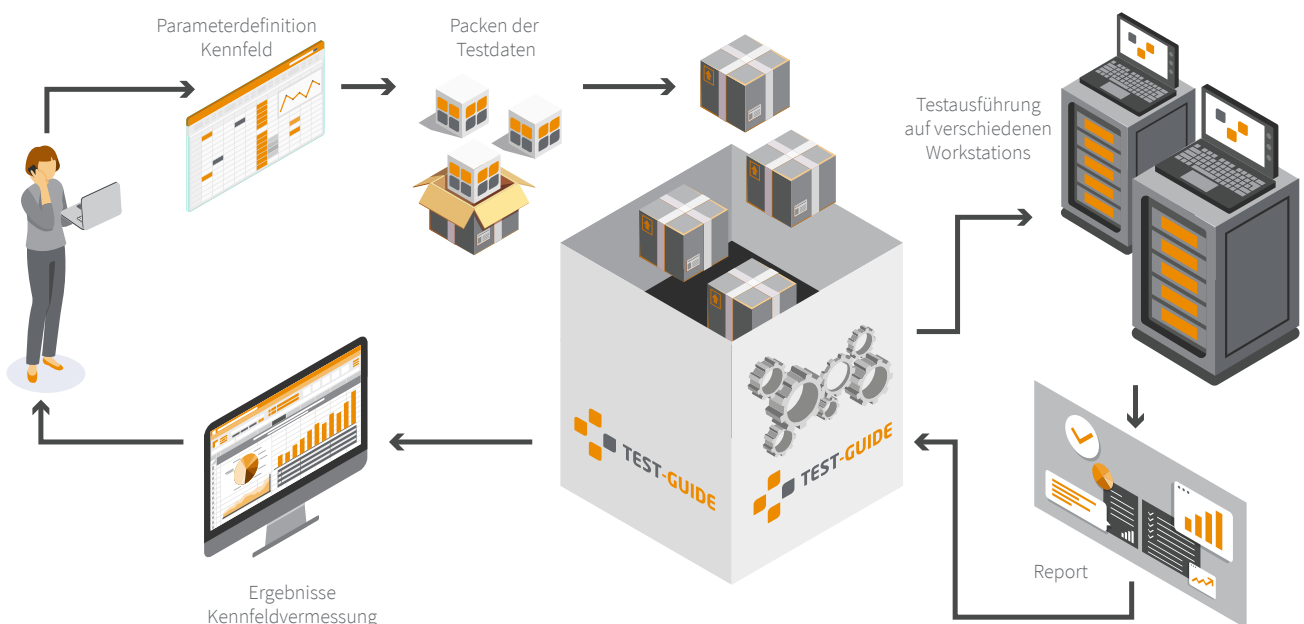 Parameterdefinition
Kennfeld
Packen der
Testdaten
Testausführung
auf verschiedenen
Workstations
TEST-GUIDE
TEST-GUIDE
Report
Ergebnisse
Kennfeldvermessung